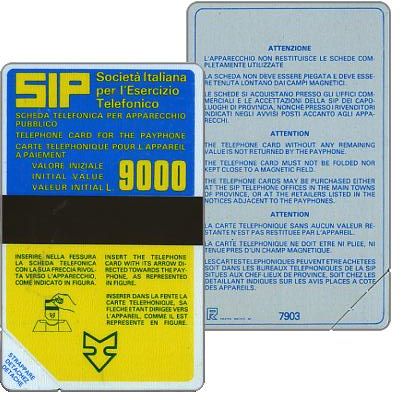 SIP Società Italiana
per l'Esercizio
Telefonico
SCHEDA TELEFONICA PER APPARECCHIO
PUBBLICO
TELEPHONE CARD FOR THE PAYPHONE
CARTE TELEPHONIQUE POUR L'APPAREIL
A PAIEMENT
VALORE INIZIALE
INITIAL VALUE
VALEUR INITIAL L. 9000
INSERIRE NELLA FESSURA
LA SCHEDA TELEFONICA
CON LA SUA FRECCIA RIVOL
TA VERSO L'APPARECCHIO,
COME INDICATO IN FIGURA.
INSERT THE TELEPHONE
CARD WITH ITS ARROW DI
RECTED TOWARDS THE PAY
PHONE, AS REPRESENTED
IN FIGURE.
INSERER DANS LA FENTE LA
CARTE TELEPHONIQUE, SA
FLECHE ETANT DIRIGEE VERS
L'APPAREIL, COMME IL EST
REPRESENTE EN FIGURE.
STRAPPARE
DETACHET
DETACHE
ATTENZIONE
L'APPARECCHIO NON RESTITUISCE LE SCHEDE COM-
PLETAMENTE UTILIZZATE
LA SCHEDA NON DEVE ESSERE PIEGATA E DEVE ESSE-
RE TENUTA LONTANO DAI CAMPI MAGNETICI.
LE SCHEDE SI ACQUISTANO PRESSO GLI UFFICI COM-
MERCIALI E LE ACCETTAZIONI DELLA SIP DEI CAPO-
LUOGHI DI PROVINCIA, NONCHÈ PRESSO I RIVENDITORI
INDICATI NEGLI AVVISI POSTI ACCANTO AGLI APPA-
RECCHI.
ATTENTION
THE TELEPHONE CARD WITHOUT ANY REMAINING
VALUE IS NOT RETURNED BY THE PAYPHONE.
THE TELEPHONE CARD MUST NOT BE FOLDED NOR
KEPT CLOSE TO A MAGNETIC FIELD.
THE TELEPHONE CARDS MAY BE PURCHASED EITHER
AT THE SIP TELEPHONE OFFICES IN THE MAIN TOWNS
OF PROVINCE, OR AT THE RETAILERS LISTED IN THE
NOTICES ADJACENT TO THE PAYPHONES.
ATTENTION
LA CARTE TELEPHONIQUE SANS AUCUN VALEUR RE-
STANTE N'EST PAS RESTITUEE PAR L'APPAREIL.
LA CARTE TELEPHONIQUE NE DOIT ETRE NI PLIEE, NI
TENUE PRES D'UN CHAMP MAGNETIQUE.
LES CARTES TELEPHONIQUES PEUVENT ETRE ACHETEES
SOIT DANS LES BUREAUX TELEPHONIQUES DE LA SIP
SITUES AUX CHEF-LIEUX DE PROVINCE, SOIT CHEZ LES
DETAILLANT INDIQUES SUR LES AVIS PLACES A COTE
DES APPAREILS.
7903